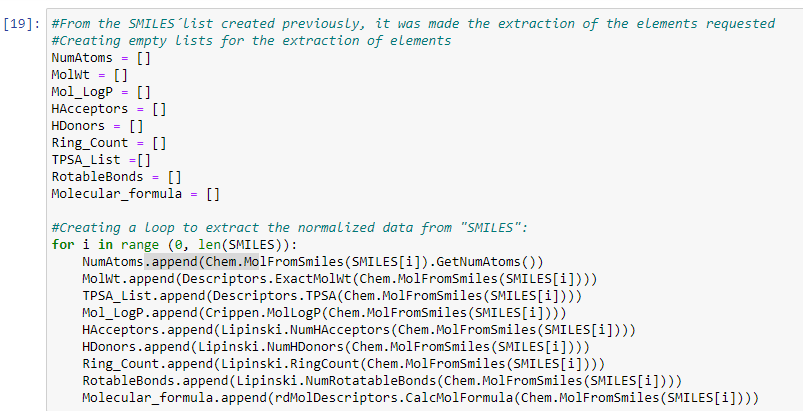 [19]: #From the SMILES´list created previously, it was made the extraction of the elements requested
#Creating empty lists for the extraction of elements
NumAtoms = []
MolWt = []
Mol_LogP = []
HAcceptors = []
HDonors = []
Ring_Count = []
TPSA_List =[]
RotableBonds = []
Molecular_formula = []

#Creating a loop to extract the normalized data from "SMILES":
for i in range (0, len(SMILES)):
    NumAtoms.append(Chem.MolFromSmiles(SMILES[i]).GetNumAtoms())
    MolWt.append(Descriptors.ExactMolWt(Chem.MolFromSmiles(SMILES[i])))
    TPSA_List.append(Descriptors.TPSA(Chem.MolFromSmiles(SMILES[i])))
    Mol_LogP.append(Crippen.MolLogP(Chem.MolFromSmiles(SMILES[i])))
    HAcceptors.append(Lipinski.NumHAcceptors(Chem.MolFromSmiles(SMILES[i])))
    HDonors.append(Lipinski.NumHDonors(Chem.MolFromSmiles(SMILES[i])))
    Ring_Count.append(Lipinski.RingCount(Chem.MolFromSmiles(SMILES[i])))
    RotableBonds.append(Lipinski.NumRotatableBonds(Chem.MolFromSmiles(SMILES[i])))
    Molecular_formula.append(rdMolDescriptors.CalcMolFormula(Chem.MolFromSmiles(SMILES[i])))